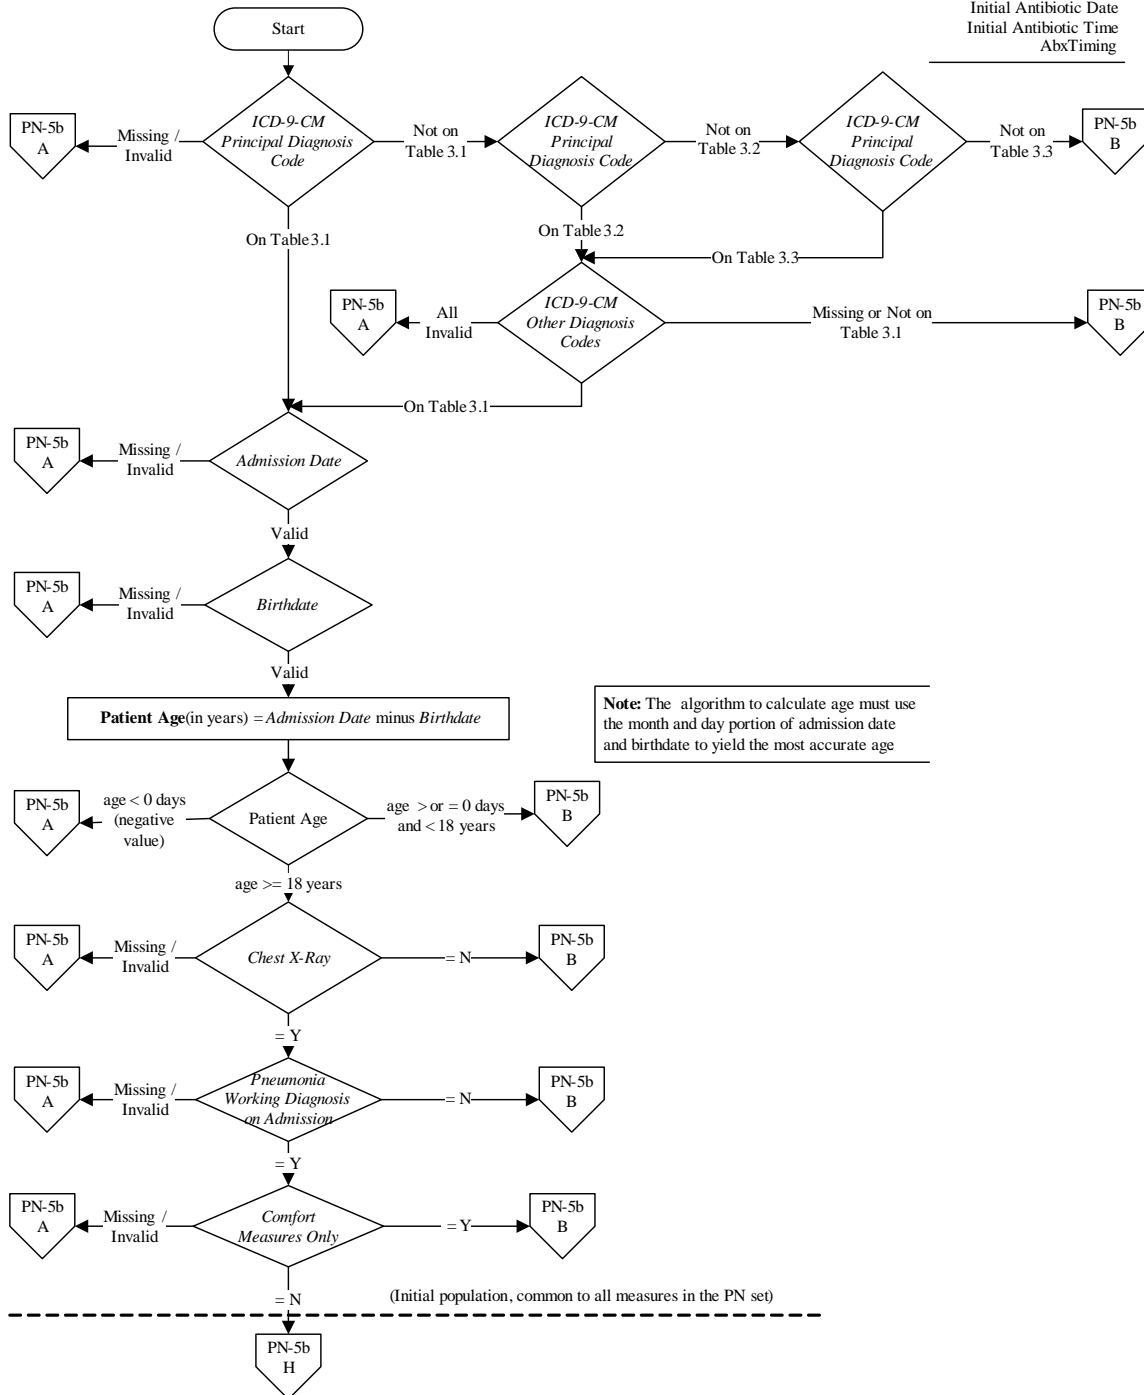 Initial Antibiotic Date
Initial Antibiotic Time
AbxTiming
Start
PN-5b
A
Missing /
Invalid
ICD-9-CM
Principal Diagnosis
Code
Not on
Table 3.1
ICD-9-CM
Principal
Diagnosis Code
Not on
Table 3.2
ICD-9-CM
Principal
Diagnosis Code
Not on
Table 3.3
PN-5b
B
On Table 3.1
On Table 3.2
On Table 3.3
PN-5b
A
All
Invalid
ICD-9-CM
Other Diagnosis
Codes
Missing or Not on
Table 3.1
PN-5b
B
On Table 3.1
PN-5b
A
Missing /
Invalid
Admission Date
Valid
PN-5b
A
Missing /
Invalid
Birthdate
Valid
Patient Age(in years) = Admission Date minus Birthdate
Note: The algorithm to calculate age must use
the month and day portion of admission date
and birthdate to yield the most accurate age
PN-5b
A
age < 0 days
(negative
value)
Patient Age
age > or = 0 days
and < 18 years
PN-5b
B
age >= 18 years
PN-5b
A
Missing /
Invalid
Chest X-Ray
= N
PN-5b
B
= Y
PN-5b
A
Missing /
Invalid
Pneumonia
Working Diagnosis
on Admission
= N
PN-5b
B
= Y
PN-5b
A
Missing /
Invalid
Comfort
Measures Only
= Y
PN-5b
B
= N
(Initial population, common to all measures in the PN set)
PN-5b
H